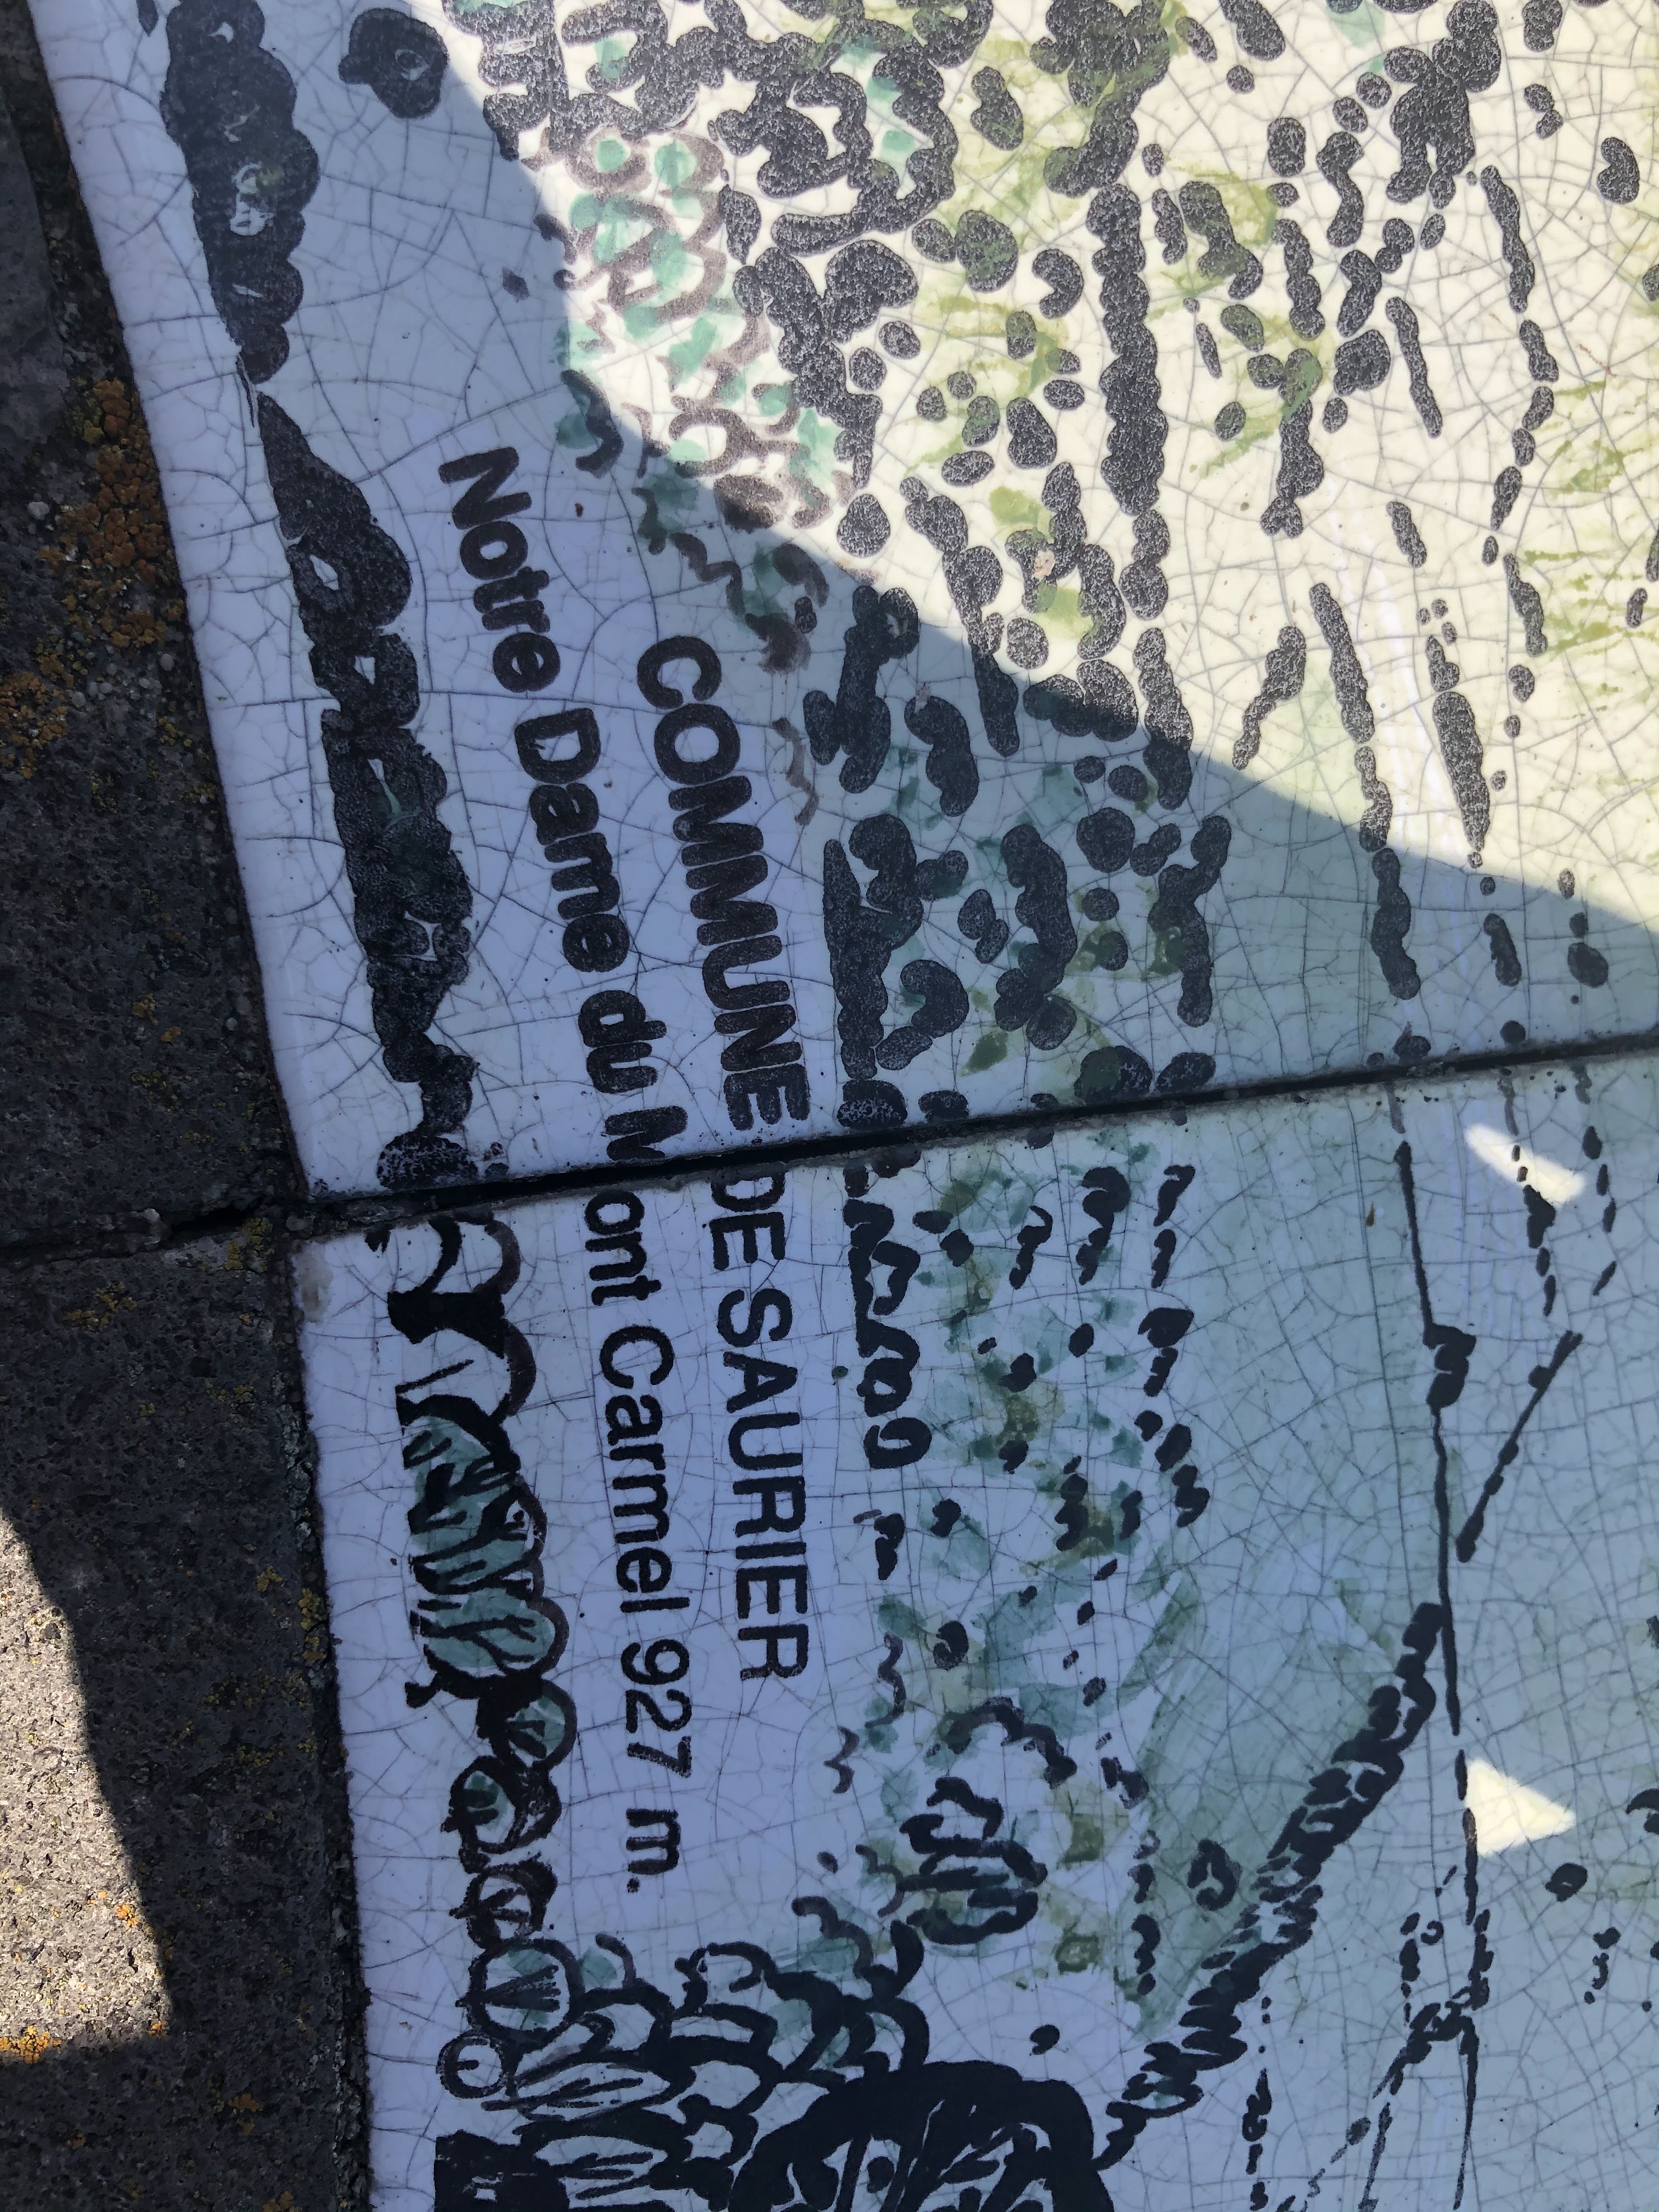 COMMUNE DE SAURIER
Notre Dame du Mont Carmel 927 m.